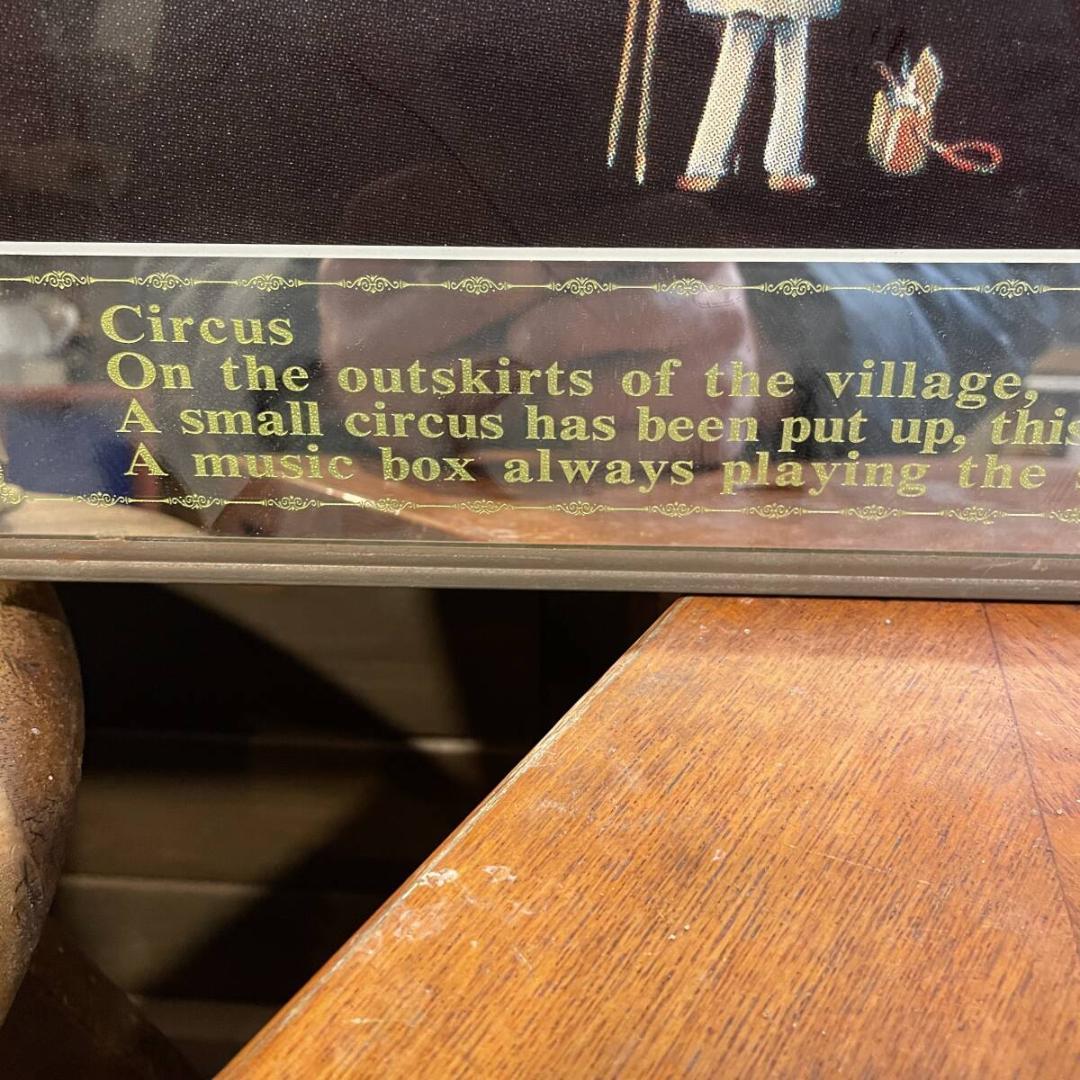 Circus
On the outskirts of the village,
A small circus has been put up, this
A music box always playing the